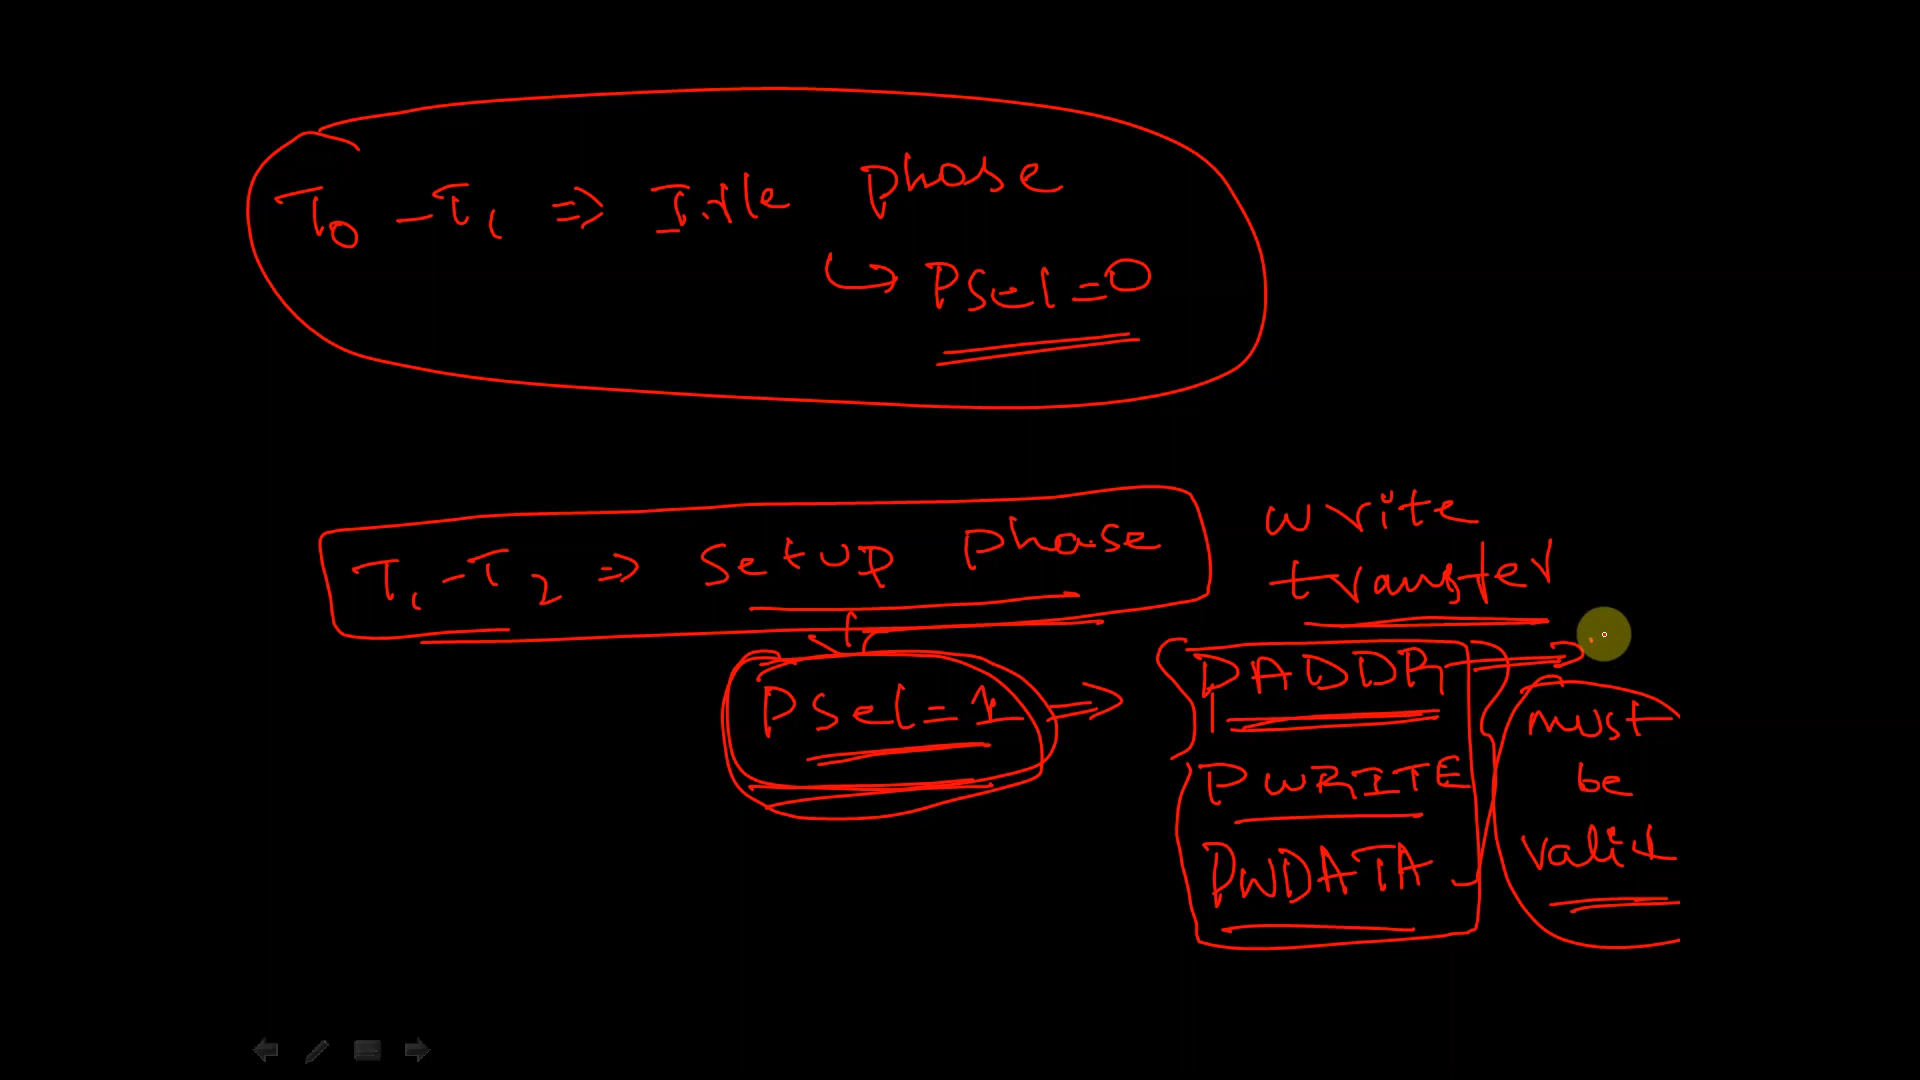 T0 - T1 ⇒ Idle phase
↳ PSel = 0
T1 - T2 ⇒ Setup phase
write
transfer
PSel = 1 ⇒ PADDR ⇒
PWRITE
PWDATA
must
be
valid